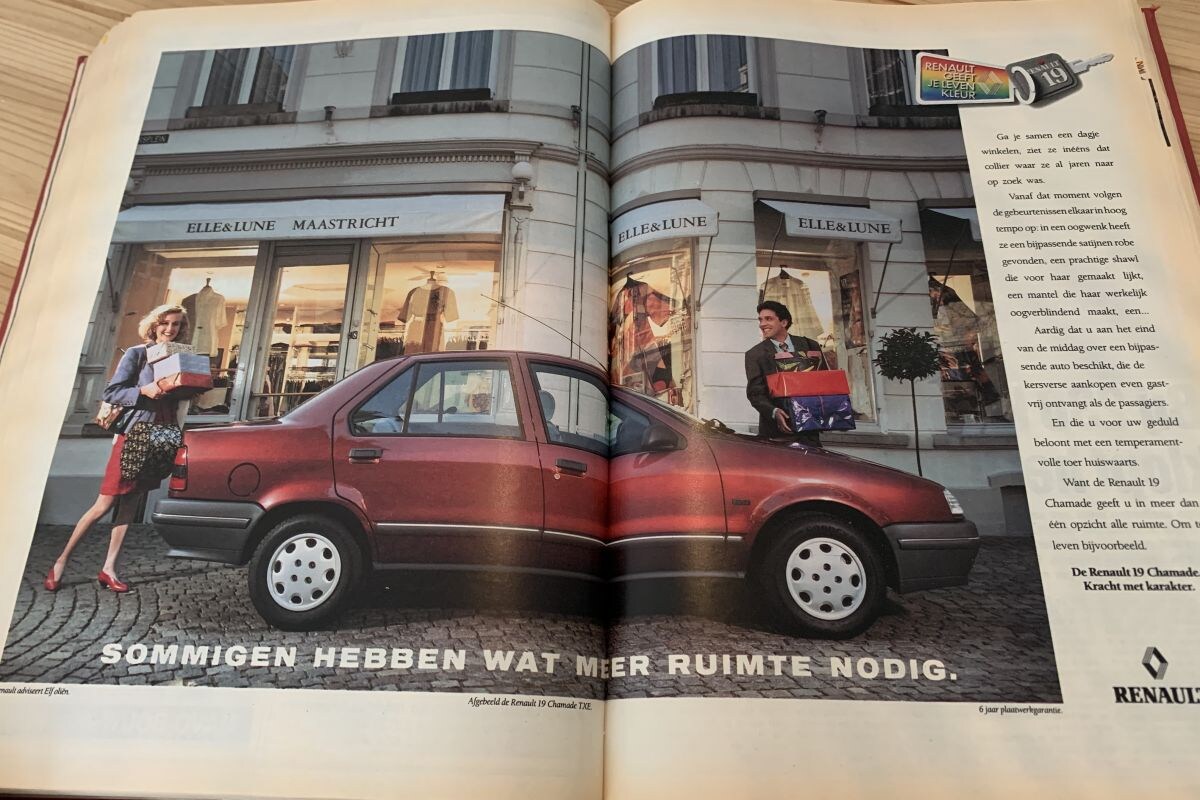 RENAULT
GEEFT
JE LEVEN
KLEUR
RENAULT
19
SPLEIN
ELLE&LUNE MAASTRICHT
ELLE&LUNE
ELLE&LUNE
Ga je samen een dagje
winkelen, ziet ze inééns dat
collier waar ze al jaren naar
op zoek was.
Vanaf dat moment volgen
de gebeurtenissen elkaar in hoog
tempo op: in een oogwenk heeft
ze een bijpassende satijnen robe
gevonden, een prachtige shawl
die voor haar gemaakt lijkt,
een mantel die haar werkelijk
oogverblindend maakt, een...
Aardig dat u aan het eind
van de middag over een bijpas-
sende auto beschikt, die de
kersverse aankopen even gast-
vrij ontvangt als de passagiers.
En die u voor uw geduld
beloont met een temperament-
volle toer huiswaarts.
Want de Renault 19
Chamade geeft u in meer dan
één opzicht alle ruimte. Om t
leven bijvoorbeeld.
De Renault 19 Chamade.
Kracht met karakter.
SOMMIGEN HEBBEN WAT MEER RUIMTE NODIG.
nault adviseert Elf oliën.
Afgebeeld de Renault 19 Chamade TXE.
6 jaar plaatwerkgarantie.
RENAULT